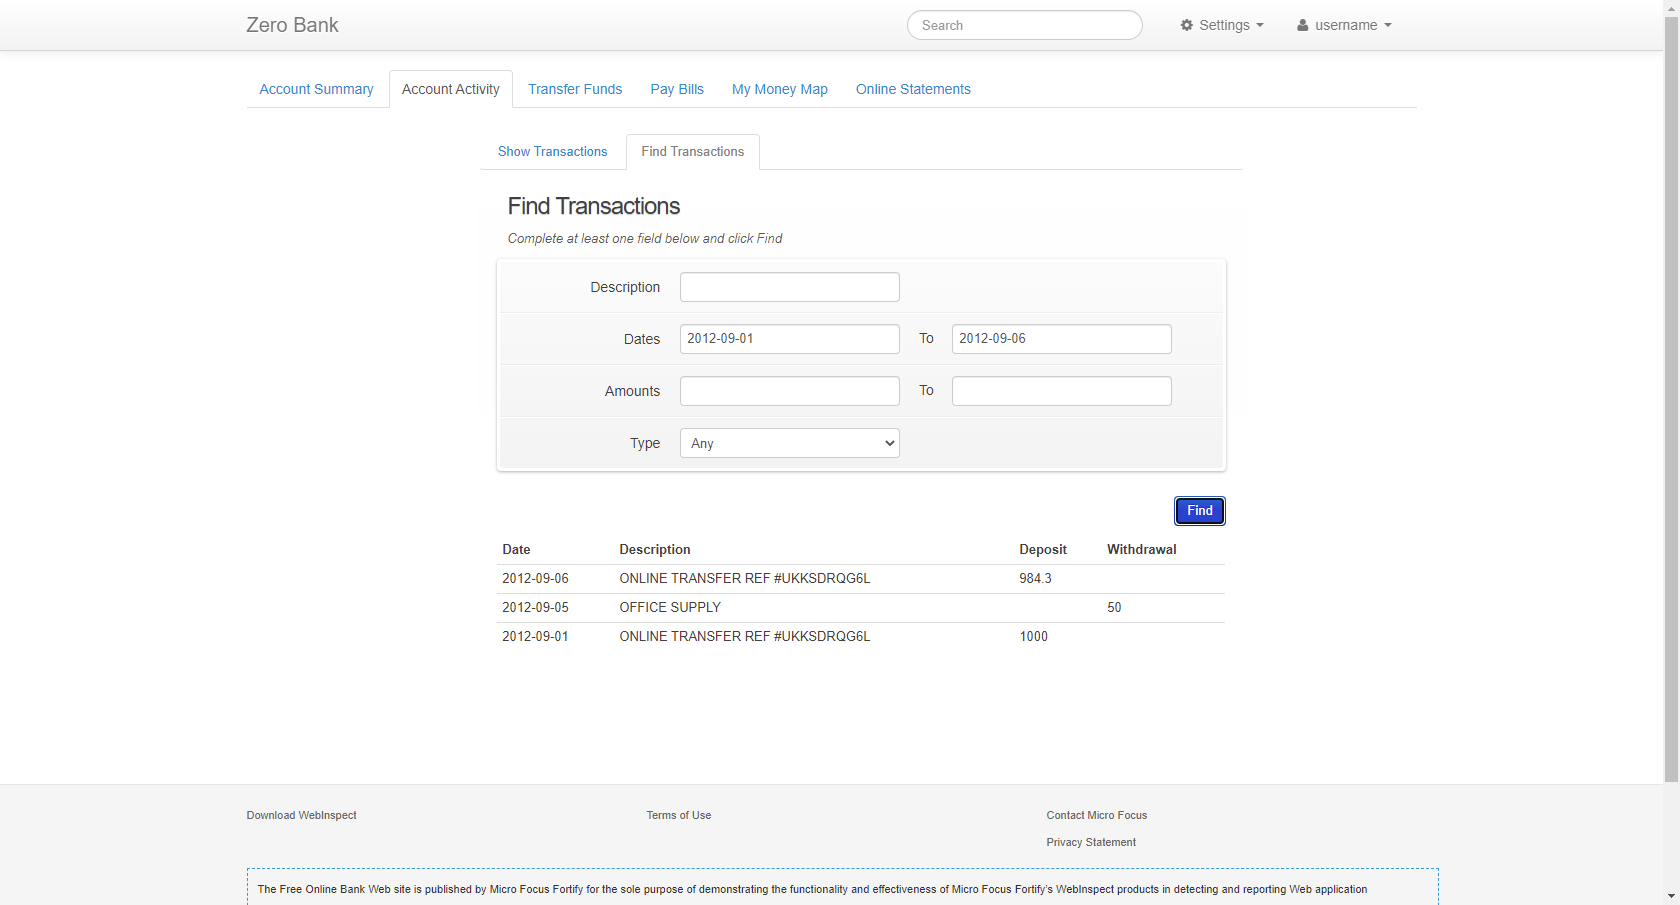 Zero Bank
Search
Settings
username
Account Summary
Account Activity
Transfer Funds
Pay Bills
My Money Map
Online Statements
Show Transactions
Find Transactions
Find Transactions
Complete at least one field below and click Find
Description
Dates 2012-09-01 To 2012-09-06
Amounts To
Type Any
Find
Date Description Deposit Withdrawal
2012-09-06 ONLINE TRANSFER REF #UKKSDRQG6L 984.3
2012-09-05 OFFICE SUPPLY 50
2012-09-01 ONLINE TRANSFER REF #UKKSDRQG6L 1000
Download WebInspect
Terms of Use
Contact Micro Focus
Privacy Statement
The Free Online Bank Web site is published by Micro Focus Fortify for the sole purpose of demonstrating the functionality and effectiveness of Micro Focus Fortify's WebInspect products in detecting and reporting Web application